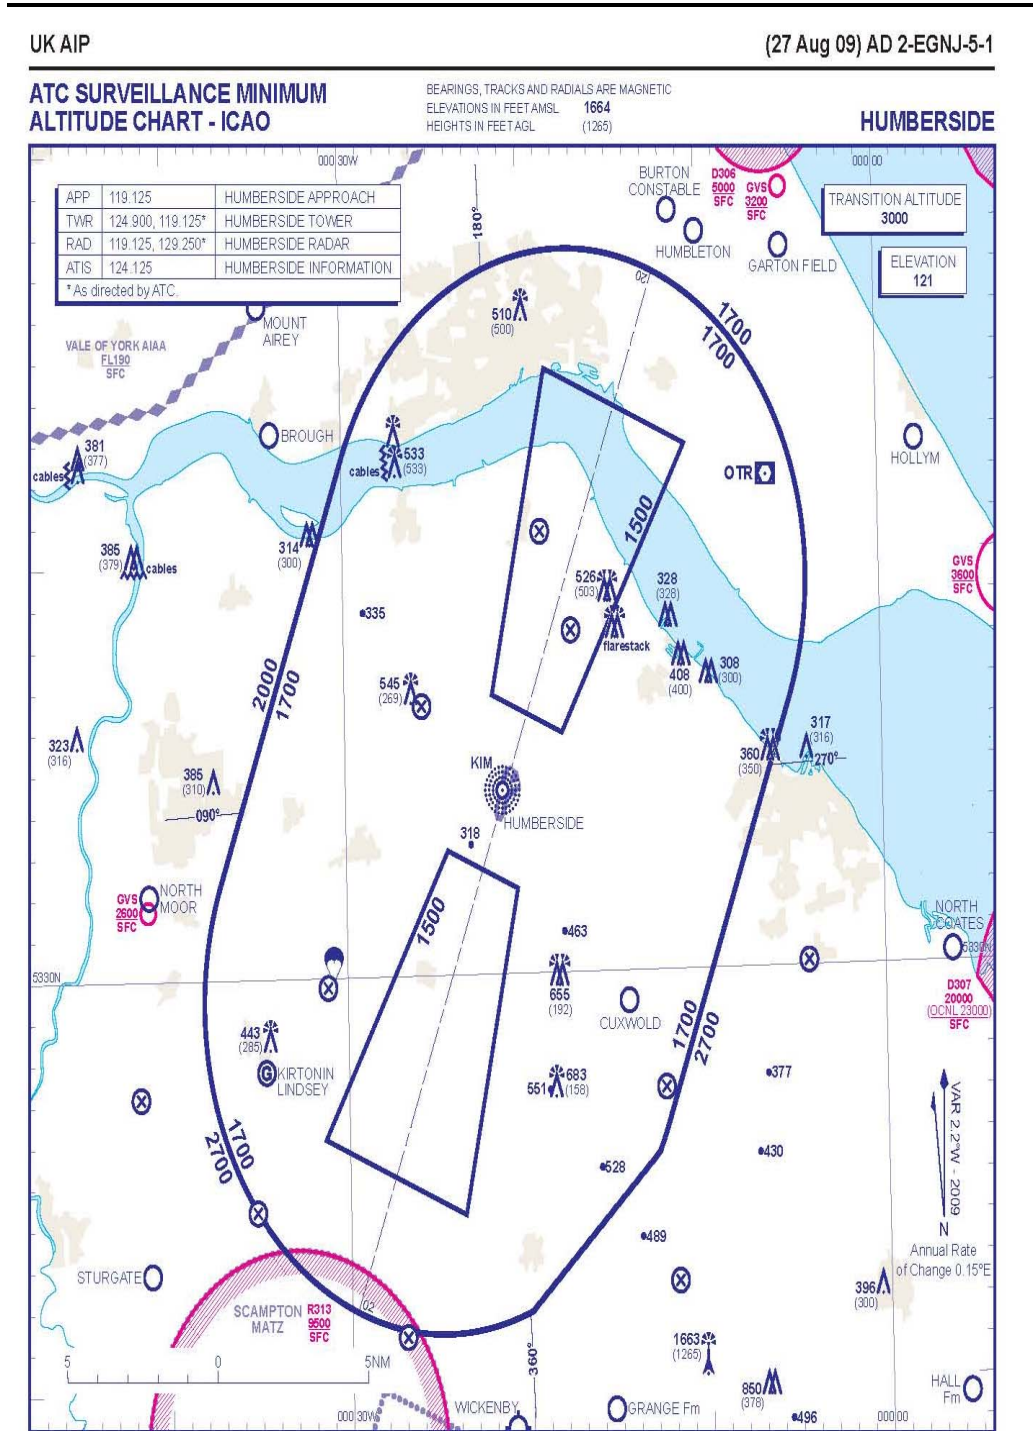 UK AIP
(27 Aug 09) AD 2-EGNJ-5-1
ATC SURVEILLANCE MINIMUM
ALTITUDE CHART - ICAO
BEARINGS, TRACKS AND RADIALS ARE MAGNETIC
ELEVATIONS IN FEET AMSL 1664
HEIGHTS IN FEET AGL (1265)
HUMBERSIDE
000 30W
000 00
APP 119.125 HUMBERSIDE APPROACH
TWR 124.900, 119.125* HUMBERSIDE TOWER
RAD 119.125, 129.250* HUMBERSIDE RADAR
ATIS 124.125 HUMBERSIDE INFORMATION
* As directed by ATC.
180°
BURTON
CONSTABLE
D306
5000
SFC
GVS
3200
SFC
TRANSITION ALTITUDE
3000
HUMBLETON
GARTON FIELD
ELEVATION
121
20
510
(500)
1700
1700
MOUNT
AIREY
VALE OF YORK AIAA
FL190
SFC
BROUGH
381
(377)
cables
533
(533)
cables
OTR
HOLLYM
1500
385
(379)
cables
314
(300)
GVS
3600
SFC
526
(503)
328
(328)
335
flarestack
2000
1700
545
(269)
408
(400)
308
(300)
323
(316)
317
(316)
360
(350)
270°
385
(310)
KIM
090°
HUMBERSIDE
318
NORTH
MOOR
GVS
2600
SFC
1500
463
NORTH
COATES
5330N
5330N
655
(192)
CUXWOLD
D307
20000
(OCNL 23000)
SFC
1700
2700
443
(285)
KIRTON IN
LINDSEY
G
683
(158)
551
377
VAR 2.2°W - 2009
1700
2700
430
528
N
489
Annual Rate
of Change 0.15°E
STURGATE
396
(300)
SCAMPTON
MATZ
R313
9500
SFC
02
360°
1663
(1265)
5 0 5NM
850
(378)
HALL
Fm
WICKENBY
GRANGE Fm
496
000 30W
000 00